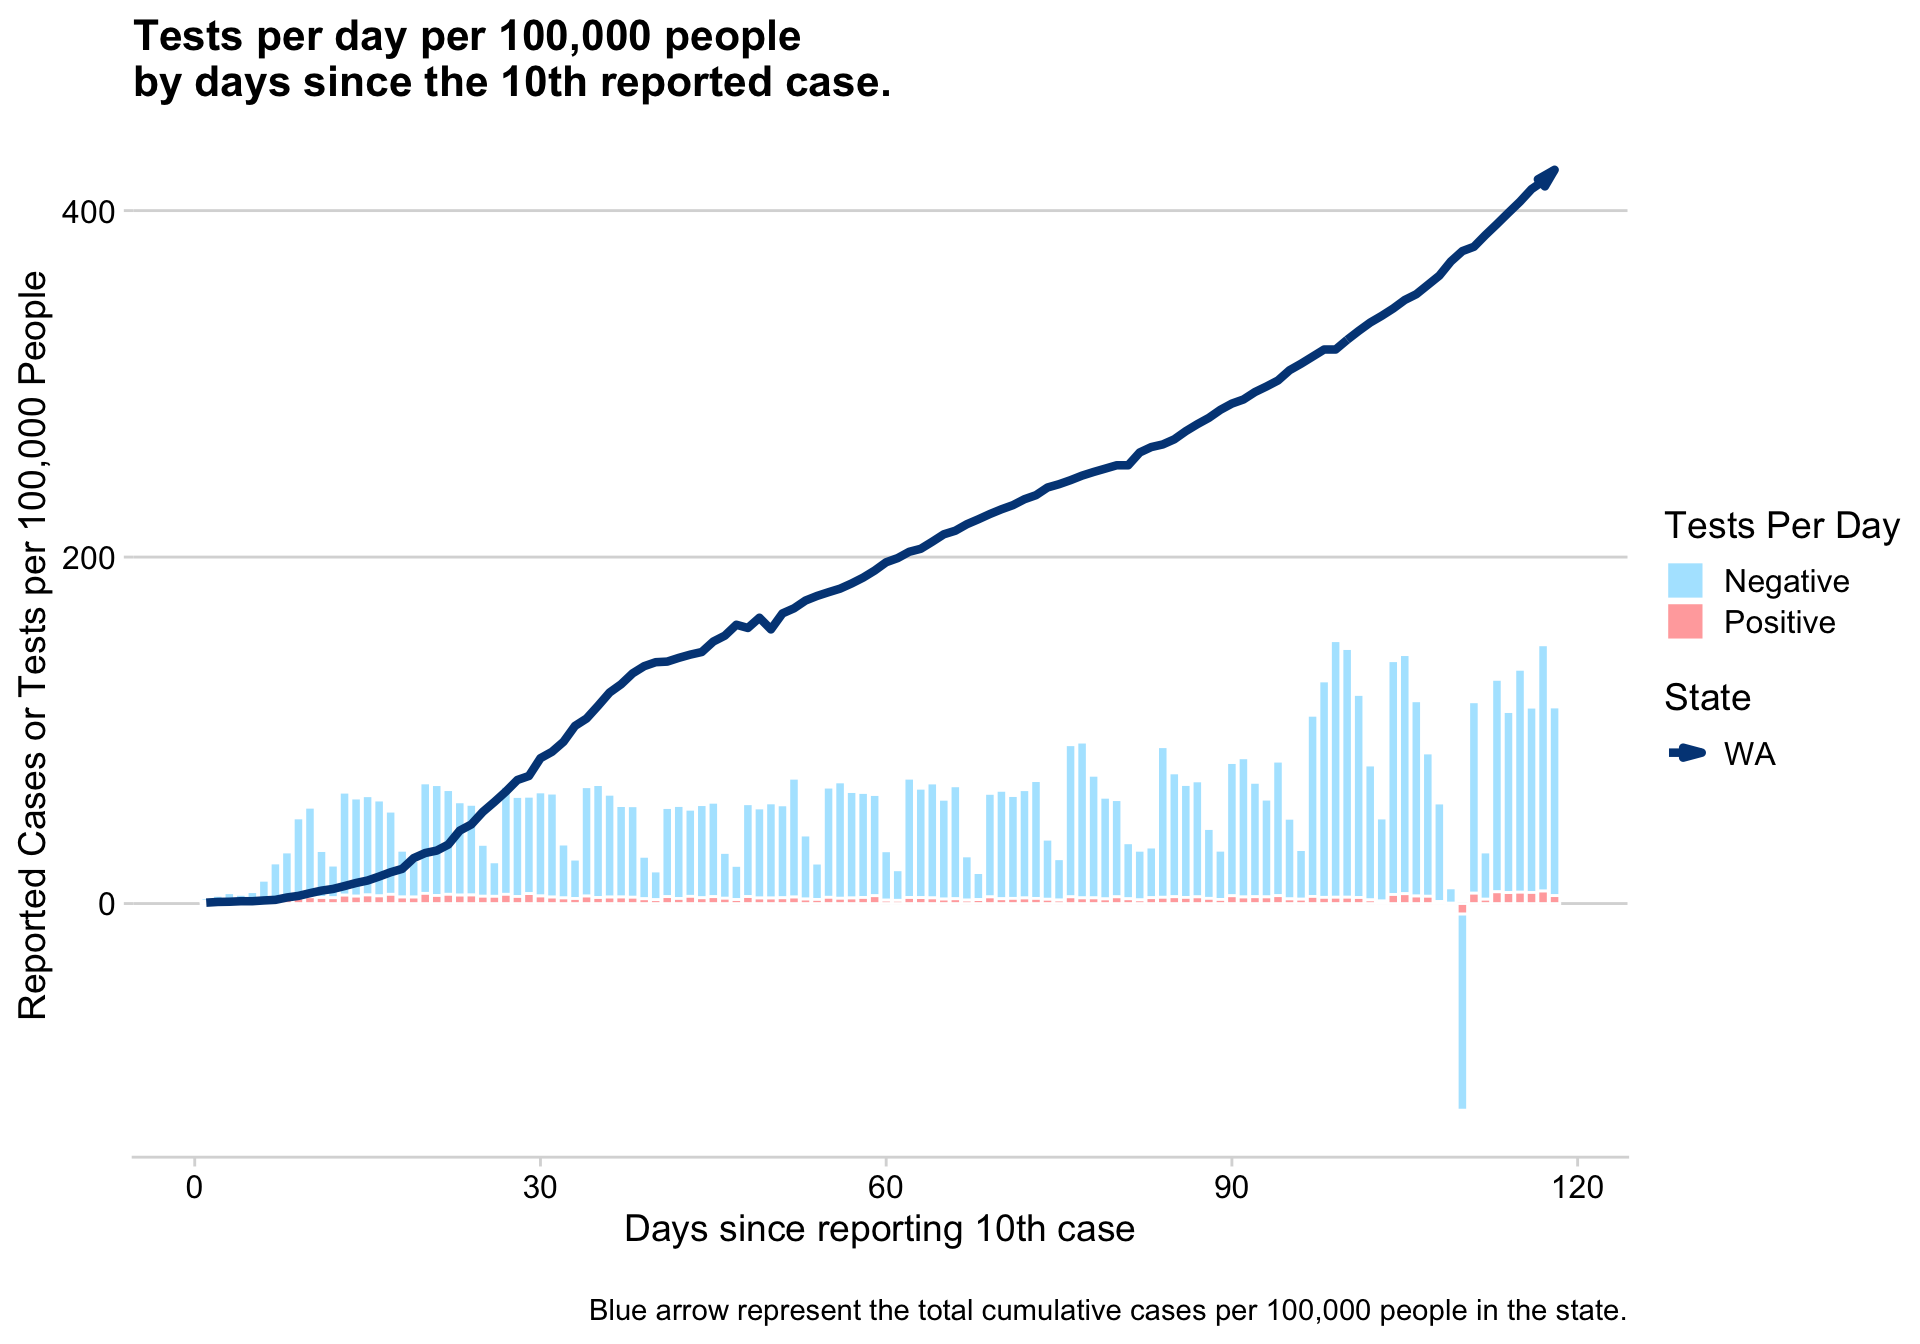 Tests per day per 100,000 people
by days since the 10th reported case.
Reported Cases or Tests per 100,000 People
400
200
0
0
30
60
90
120
Days since reporting 10th case
Tests Per Day
Negative
Positive
State
WA
Blue arrow represent the total cumulative cases per 100,000 people in the state.